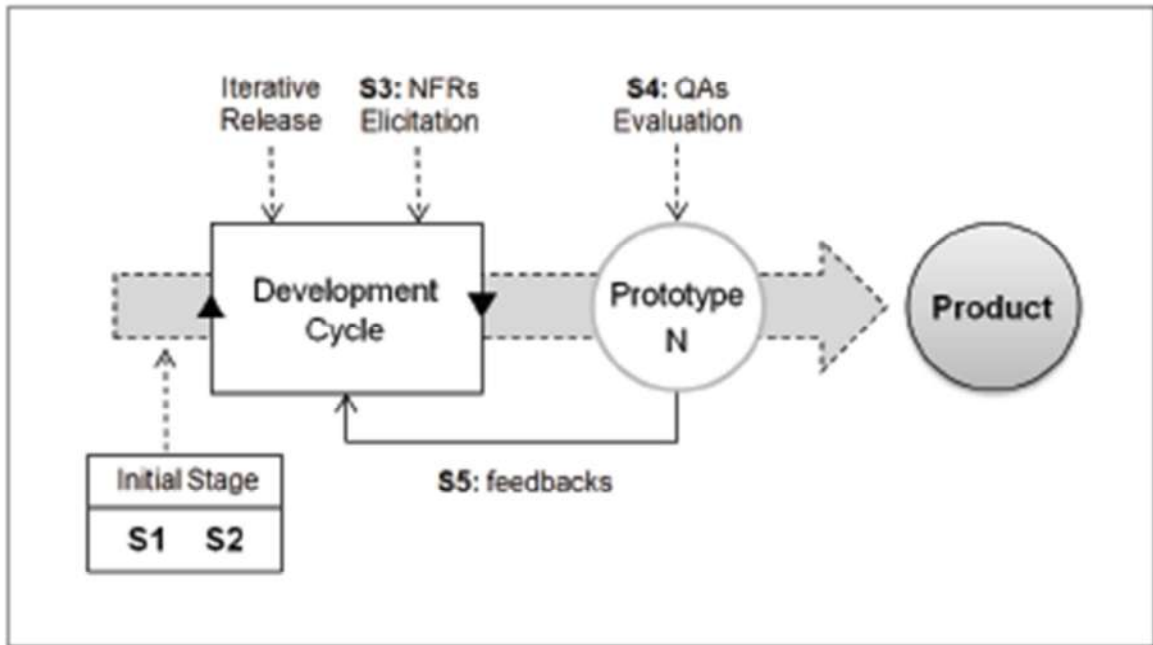 Iterative
Release
S3: NFRs
Elicitation
S4: QAs
Evaluation
Development
Cycle
Prototype
N
Product
S5: feedbacks
Initial Stage
S1 S2